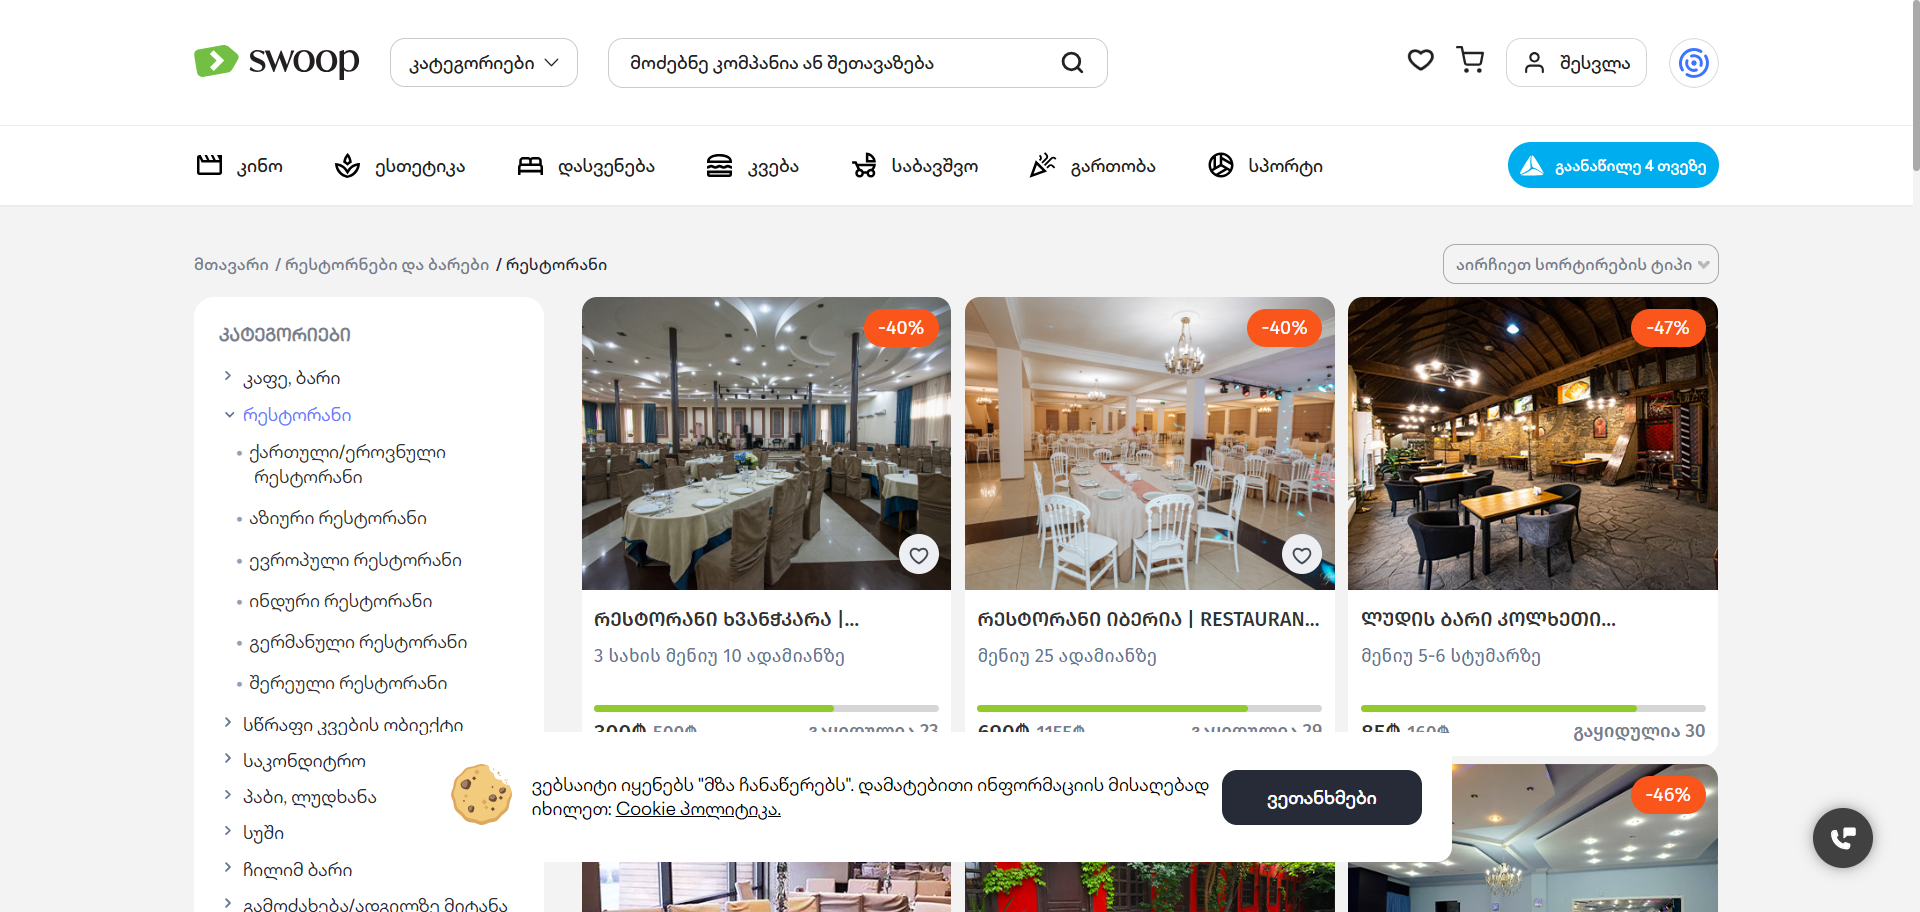 swoop
კატეგორიები
მოძებნე კომპანია ან შეთავაზება
შესვლა
კინო
ესთეტიკა
დასვენება
კვება
საბავშვო
გართობა
სპორტი
გაანაწილე 4 თვეზე
მთავარი / რესტორნები და ბარები / რესტორანი
აირჩიეთ სორტირების ტიპი
კატეგორიები
კაფე, ბარი
რესტორანი
ქართული/ეროვნული
რესტორანი
აზიური რესტორანი
ევროპული რესტორანი
ინდური რესტორანი
გერმანული რესტორანი
შერეული რესტორანი
სწრაფი კვების ობიექტი
საკონდიტრო
პაბი, ლუდხანა
სუში
ჩილიმ ბარი
გამოძახება/ადგილზე მიტანა
-40%
რესტორანი ხვანჭკარა |...
3 სახის მენიუ 10 ადამიანზე
300₾ 500₾ გაყიდულია 23
-40%
რესტორანი იბერია | RESTAURAN...
მენიუ 25 ადამიანზე
690₾ 1155₾ გაყიდულია 29
-47%
ლუდის ბარი კოლხეთი...
მენიუ 5-6 სტუმარზე
85₾ 160₾ გაყიდულია 30
-46%
ვებსაიტი იყენებს "მზა ჩანაწერებს". დამატებითი ინფორმაციის მისაღებად
იხილეთ: Cookie პოლიტიკა.
ვეთანხმები